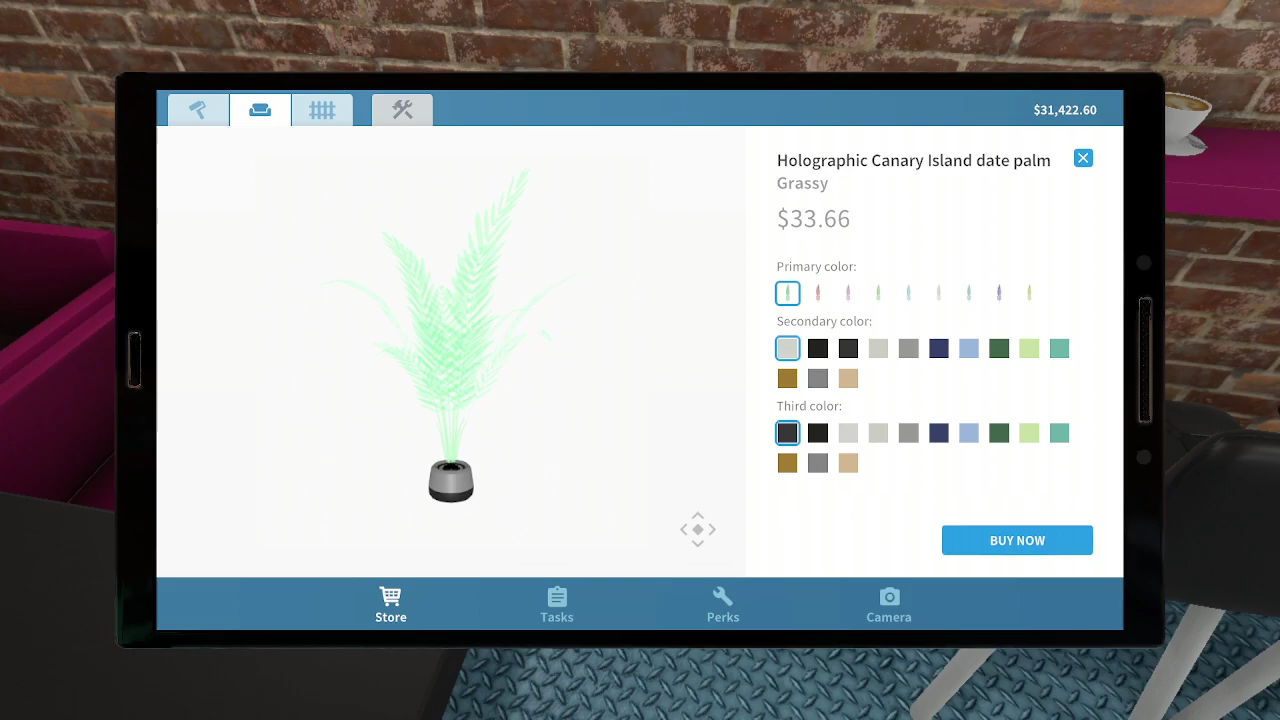 $31,422.60
Holographic Canary Island date palm
Grassy
$33.66
Primary color:
Secondary color:
Third color:
BUY NOW
Store
Tasks
Perks
Camera